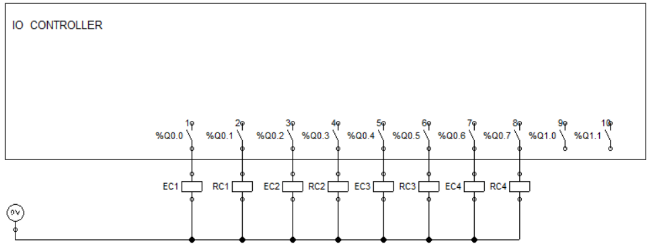 IO CONTROLLER
1 2 3 4 5 6 7 8 9 10
%Q0.0 %Q0.1 %Q0.2 %Q0.3 %Q0.4 %Q0.5 %Q0.6 %Q0.7 %Q1.0 %Q1.1
EC1 RC1 EC2 RC2 EC3 RC3 EC4 RC4
0V